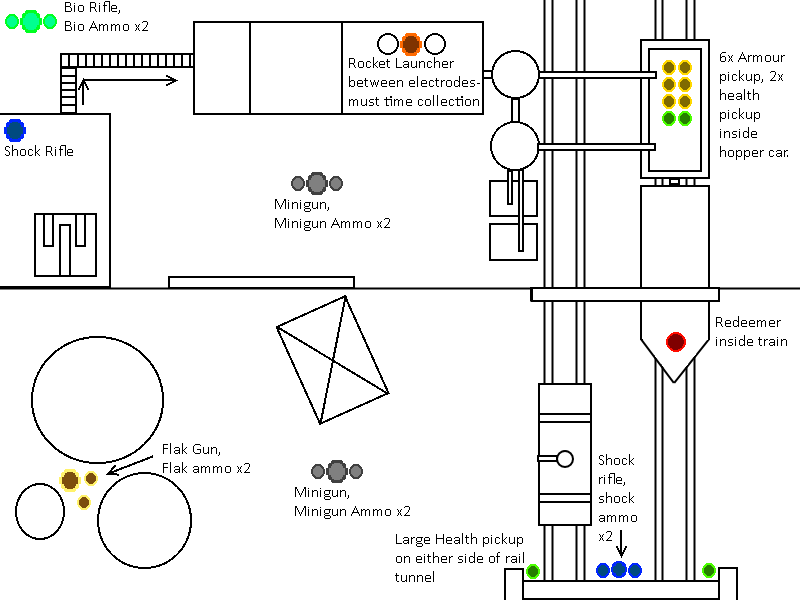 Bio Rifle,
Bio Ammo x2
Rocket Launcher
between electrodes-
must time collection
6x Armour
pickup, 2x
health
pickup
inside
hopper car.
Shock Rifle
Minigun,
Minigun Ammo x2
Redeemer
inside train
Flak Gun,
Flak ammo x2
Shock
rifle,
shock
ammo
x2
Minigun,
Minigun Ammo x2
Large Health pickup
on either side of rail
tunnel